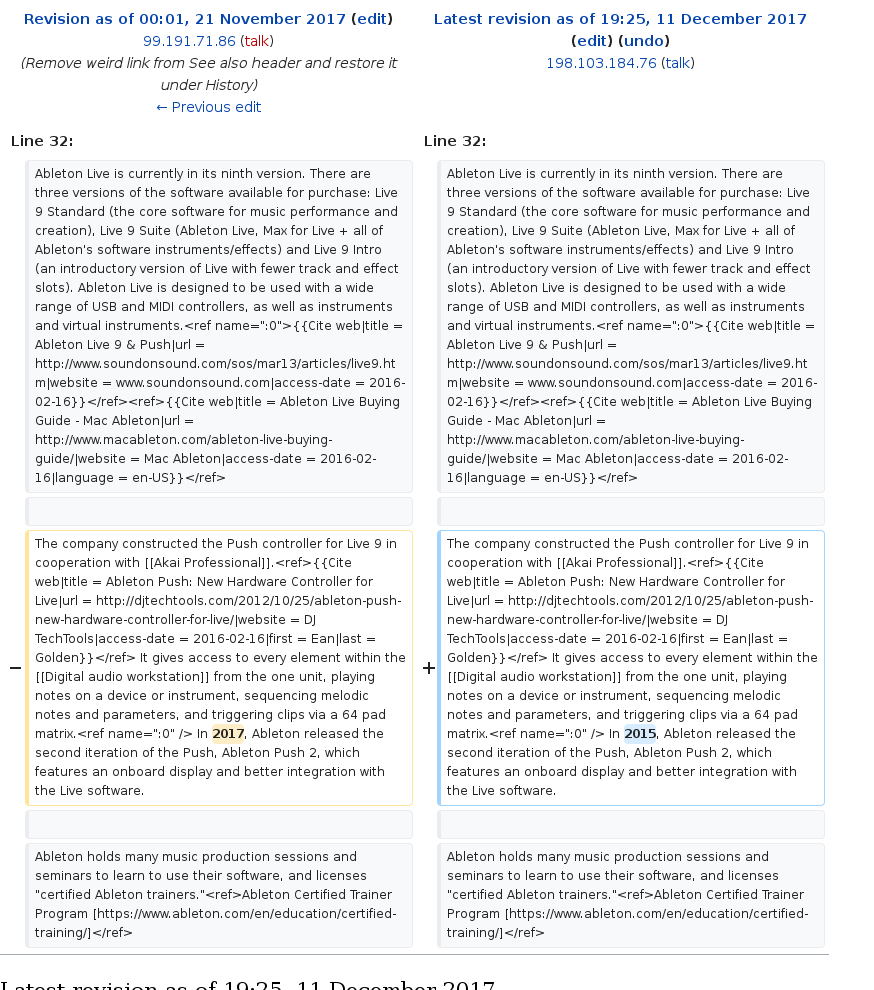 Revision as of 00:01, 21 November 2017 (edit)
99.191.71.86 (talk)
(Remove weird link from See also header and restore it
under History)
← Previous edit
Latest revision as of 19:25, 11 December 2017
(edit) (undo)
198.103.184.76 (talk)
Line 32:
Line 32:
Ableton Live is currently in its ninth version. There are
three versions of the software available for purchase: Live
9 Standard (the core software for music performance and
creation), Live 9 Suite (Ableton Live, Max for Live + all of
Ableton's software instruments/effects) and Live 9 Intro
(an introductory version of Live with fewer track and effect
slots). Ableton Live is designed to be used with a wide
range of USB and MIDI controllers, as well as instruments
and virtual instruments.<ref name=":0">{{Cite web|title =
Ableton Live 9 & Push|url =
http://www.soundonsound.com/sos/mar13/articles/live9.ht
m|website = www.soundonsound.com|access-date = 2016-
02-16}}</ref><ref>{{Cite web|title = Ableton Live Buying
Guide - Mac Ableton|url =
http://www.macableton.com/ableton-live-buying-
guide/|website = Mac Ableton|access-date = 2016-02-
16|language = en-US}}</ref>
Ableton Live is currently in its ninth version. There are
three versions of the software available for purchase: Live
9 Standard (the core software for music performance and
creation), Live 9 Suite (Ableton Live, Max for Live + all of
Ableton's software instruments/effects) and Live 9 Intro
(an introductory version of Live with fewer track and effect
slots). Ableton Live is designed to be used with a wide
range of USB and MIDI controllers, as well as instruments
and virtual instruments.<ref name=":0">{{Cite web|title =
Ableton Live 9 & Push|url =
http://www.soundonsound.com/sos/mar13/articles/live9.ht
m|website = www.soundonsound.com|access-date = 2016-
02-16}}</ref><ref>{{Cite web|title = Ableton Live Buying
Guide - Mac Ableton|url =
http://www.macableton.com/ableton-live-buying-
guide/|website = Mac Ableton|access-date = 2016-02-
16|language = en-US}}</ref>
−
The company constructed the Push controller for Live 9 in
cooperation with [[Akai Professional]].<ref>{{Cite
web|title = Ableton Push: New Hardware Controller for
Live|url = http://djtechtools.com/2012/10/25/ableton-push-
new-hardware-controller-for-live/|website = DJ
TechTools|access-date = 2016-02-16|first = Ean|last =
Golden}}</ref> It gives access to every element within the
[[Digital audio workstation]] from the one unit, playing
notes on a device or instrument, sequencing melodic
notes and parameters, and triggering clips via a 64 pad
matrix.<ref name=":0" /> In 2017, Ableton released the
second iteration of the Push, Ableton Push 2, which
features an onboard display and better integration with
the Live software.
+
The company constructed the Push controller for Live 9 in
cooperation with [[Akai Professional]].<ref>{{Cite
web|title = Ableton Push: New Hardware Controller for
Live|url = http://djtechtools.com/2012/10/25/ableton-push-
new-hardware-controller-for-live/|website = DJ
TechTools|access-date = 2016-02-16|first = Ean|last =
Golden}}</ref> It gives access to every element within the
[[Digital audio workstation]] from the one unit, playing
notes on a device or instrument, sequencing melodic
notes and parameters, and triggering clips via a 64 pad
matrix.<ref name=":0" /> In 2015, Ableton released the
second iteration of the Push, Ableton Push 2, which
features an onboard display and better integration with
the Live software.
Ableton holds many music production sessions and
seminars to learn to use their software, and licenses
"certified Ableton trainers."<ref>Ableton Certified Trainer
Program [https://www.ableton.com/en/education/certified-
training/]</ref>
Ableton holds many music production sessions and
seminars to learn to use their software, and licenses
"certified Ableton trainers."<ref>Ableton Certified Trainer
Program [https://www.ableton.com/en/education/certified-
training/]</ref>
Latest revision as of 19:25, 11 December 2017